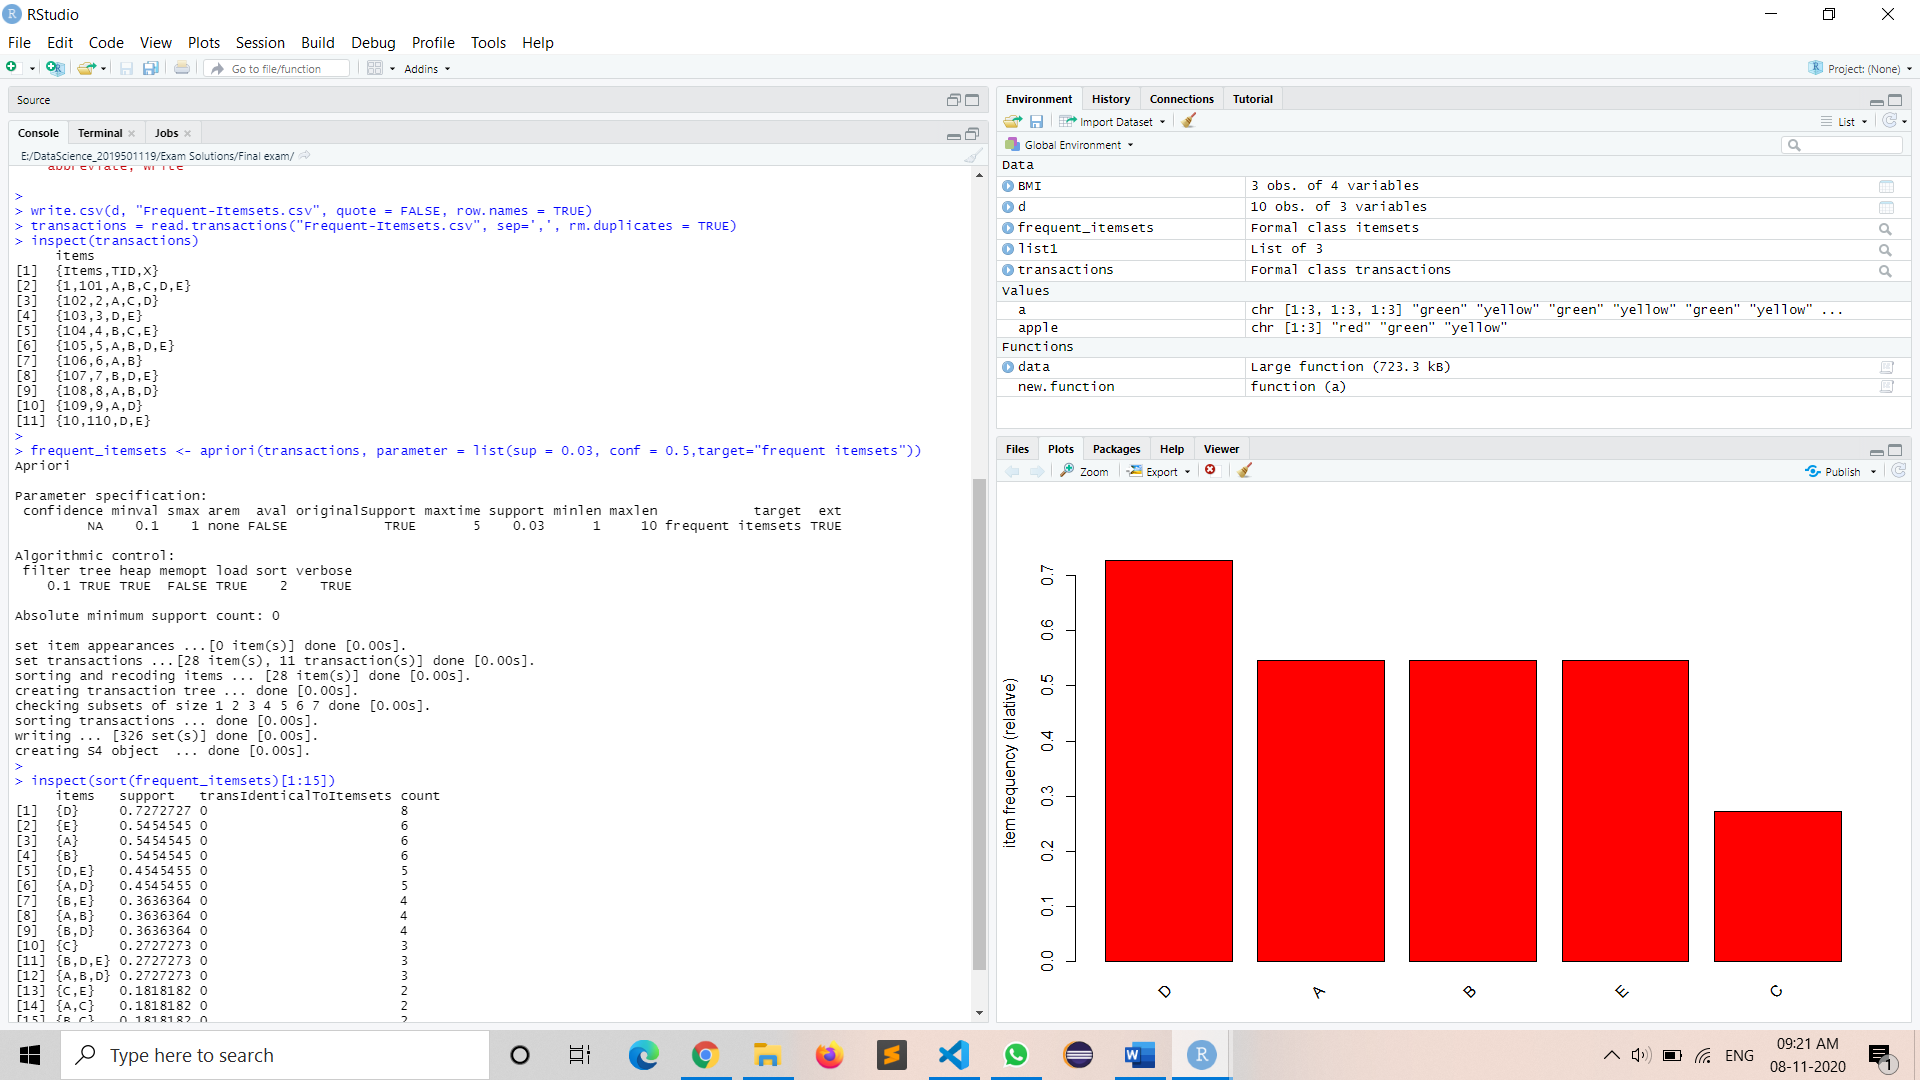 RStudio
File Edit Code View Plots Session Build Debug Profile Tools Help
Go to file/function Addins Project: (None)
Source
Console Terminal Jobs
E:/DataScience_2019501119/Exam Solutions/Final exam/
abbreviate, write
>
> write.csv(d, "Frequent-Itemsets.csv", quote = FALSE, row.names = TRUE)
> transactions = read.transactions("Frequent-Itemsets.csv", sep=',', rm.duplicates = TRUE)
> inspect(transactions)
items
[1] {Items,TID,X}
[2] {1,101,A,B,C,D,E}
[3] {102,2,A,C,D}
[4] {103,3,D,E}
[5] {104,4,B,C,E}
[6] {105,5,A,B,D,E}
[7] {106,6,A,B}
[8] {107,7,B,D,E}
[9] {108,8,A,B,D}
[10] {109,9,A,D}
[11] {10,110,D,E}
>
> frequent_itemsets <- apriori(transactions, parameter = list(sup = 0.03, conf = 0.5,target="frequent itemsets"))
Apriori
Parameter specification:
confidence minval smax arem aval originalSupport maxtime support minlen maxlen target ext
NA 0.1 1 none FALSE TRUE 5 0.03 1 10 frequent itemsets TRUE
Algorithmic control:
filter tree heap memopt load sort verbose
0.1 TRUE TRUE FALSE TRUE 2 TRUE
Absolute minimum support count: 0
set item appearances ...[0 item(s)] done [0.00s].
set transactions ...[28 item(s), 11 transaction(s)] done [0.00s].
sorting and recoding items ... [28 item(s)] done [0.00s].
creating transaction tree ... done [0.00s].
checking subsets of size 1 2 3 4 5 6 7 done [0.00s].
sorting transactions ... done [0.00s].
writing ... [326 set(s)] done [0.00s].
creating S4 object ... done [0.00s].
>
> inspect(sort(frequent_itemsets)[1:15])
items support transIdenticalToItemsets count
[1] {D} 0.7272727 0 8
[2] {E} 0.5454545 0 6
[3] {A} 0.5454545 0 6
[4] {B} 0.5454545 0 6
[5] {D,E} 0.4545455 0 5
[6] {A,D} 0.4545455 0 5
[7] {B,E} 0.3636364 0 4
[8] {A,B} 0.3636364 0 4
[9] {B,D} 0.3636364 0 4
[10] {C} 0.2727273 0 3
[11] {B,D,E} 0.2727273 0 3
[12] {A,B,D} 0.2727273 0 3
[13] {C,E} 0.1818182 0 2
[14] {A,C} 0.1818182 0 2
[15] {B,C} 0.1818182 0 2
Environment History Connections Tutorial
Import Dataset List
Global Environment
Data
BMI 3 obs. of 4 variables
d 10 obs. of 3 variables
frequent_itemsets Formal class itemsets
list1 List of 3
transactions Formal class transactions
Values
a chr [1:3, 1:3, 1:3] "green" "yellow" "green" "yellow" "green" "yellow" ...
apple chr [1:3] "red" "green" "yellow"
Functions
data Large function (723.3 kB)
new.function function (a)
Files Plots Packages Help Viewer
Zoom Export Publish
item frequency (relative)
0.7
0.6
0.5
0.4
0.3
0.2
0.1
0.0
D A B E C
Type here to search
ENG
09:21 AM
08-11-2020
1